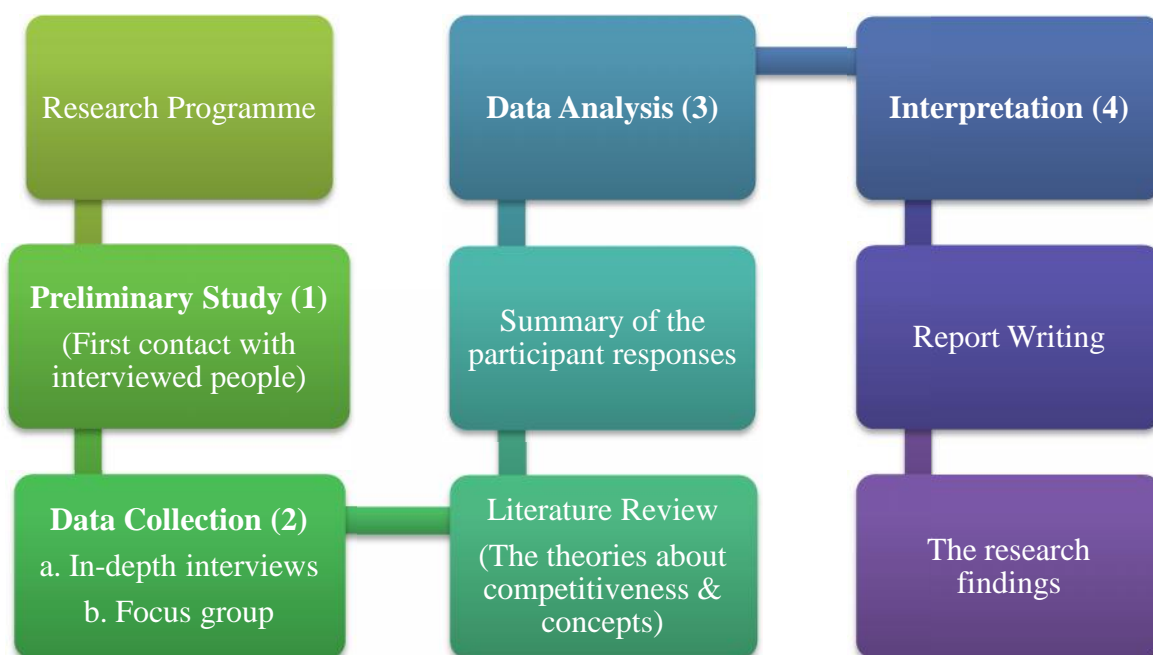 Research Programme
Preliminary Study (1)
(First contact with
interviewed people)
Data Collection (2)
a. In-depth interviews
b. Focus group
Literature Review
(The theories about
competitiveness &
concepts)
Summary of the
participant responses
Data Analysis (3)
Interpretation (4)
Report Writing
The research
findings